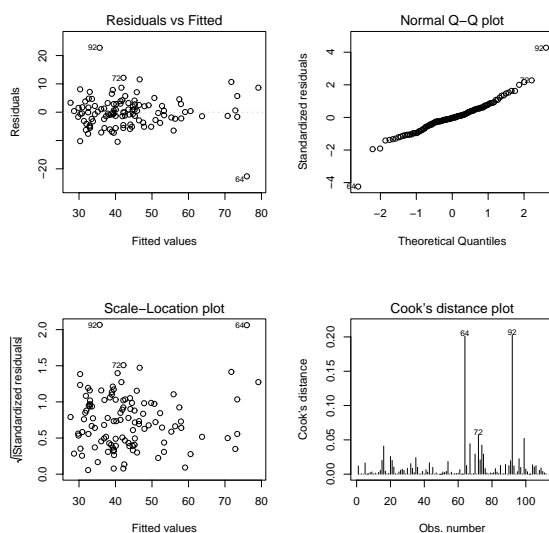 Residuals vs Fitted
Residuals
20
0
−20
92
72
64
30 40 50 60 70 80
Fitted values
Normal Q−Q plot
Standardized residuals
4
2
0
−2
−4
92
72
64
−2 −1 0 1 2
Theoretical Quantiles
Scale−Location plot
√|Standardized residuals|
2.0
1.5
1.0
0.5
0.0
92
64
72
30 40 50 60 70 80
Fitted values
Cook's distance plot
Cook's distance
0.20
0.15
0.10
0.05
0.00
64
92
72
0 20 40 60 80 100
Obs. number